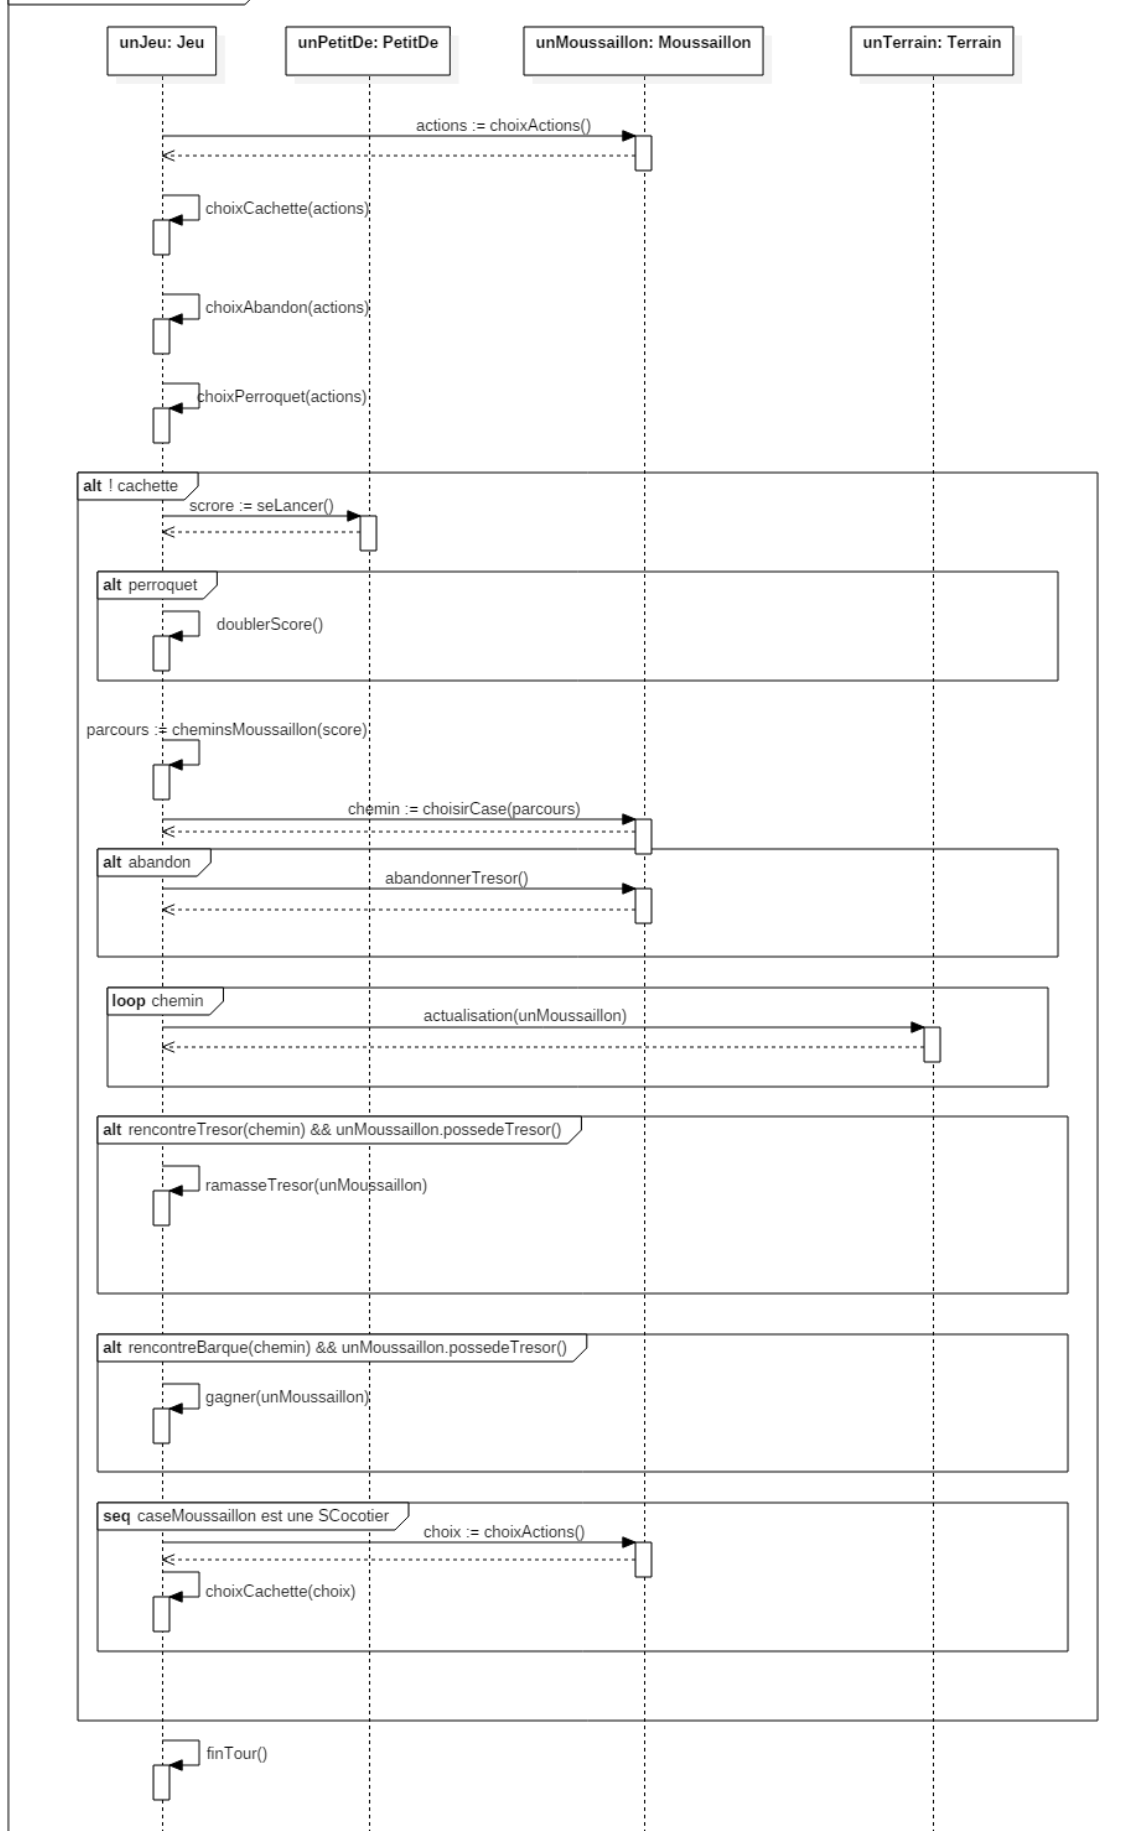 unJeu: Jeu
unPetitDe: PetitDe
unMoussaillon: Moussaillon
unTerrain: Terrain
actions := choixActions()
choixCachette(actions)
choixAbandon(actions)
choixPerroquet(actions)
alt ! cachette
scrore := seLancer()
alt perroquet
doublerScore()
parcours := cheminsMoussaillon(score)
chemin := choisirCase(parcours)
alt abandon
abandonnerTresor()
loop chemin
actualisation(unMoussaillon)
alt rencontreTresor(chemin) && unMoussaillon.possedeTresor()
ramasseTresor(unMoussaillon)
alt rencontreBarque(chemin) && unMoussaillon.possedeTresor()
gagner(unMoussaillon)
seq caseMoussaillon est une SCocotier
choix := choixActions()
choixCachette(choix)
finTour()